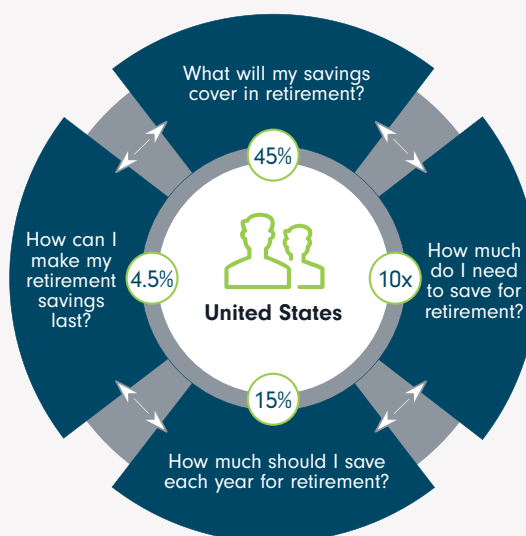 What will my savings
cover in retirement?
45%
How can I
make my
retirement
savings
last?
4.5%
United States
10x
How much
do I need
to save for
retirement?
15%
How much should I save
each year for retirement?